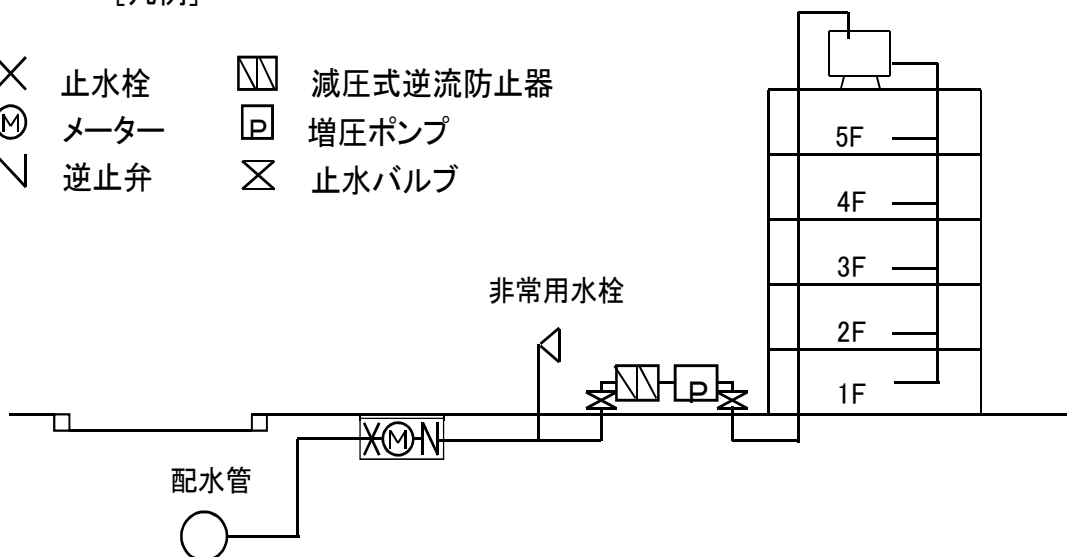 [凡例]
止水栓
減圧式逆流防止器
M
メーター
P
増圧ポンプ
逆止弁
止水バルブ
5F
4F
3F
非常用水栓
2F
P
1F
M
配水管